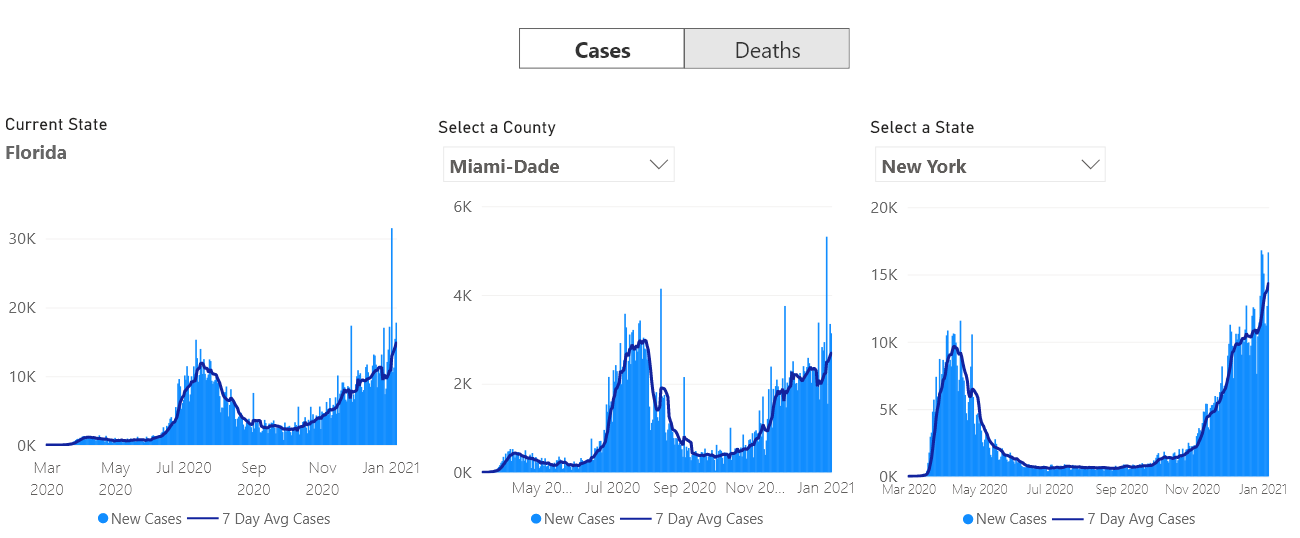 Cases Deaths
Current State
Florida
Select a County
Miami-Dade
Select a State
New York
30K
20K
10K
0K
Mar 2020 May 2020 Jul 2020 Sep 2020 Nov 2020 Jan 2021
New Cases 7 Day Avg Cases
6K
4K
2K
0K
May 20... Jul 2020 Sep 2020 Nov 20... Jan 2021
New Cases 7 Day Avg Cases
20K
15K
10K
5K
0K
Mar 2020 May 2020 Jul 2020 Sep 2020 Nov 2020 Jan 2021
New Cases 7 Day Avg Cases